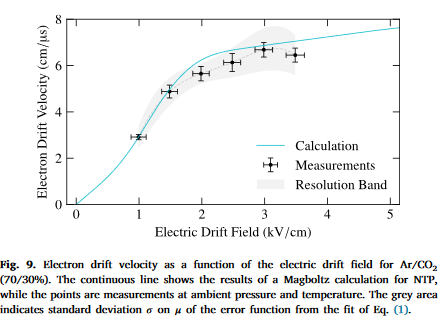 8
6
4
2
0
Electron Drift Velocity (cm/μs)
Calculation
Measurements
Resolution Band
0 1 2 3 4 5
Electric Drift Field (kV/cm)
Fig. 9. Electron drift velocity as a function of the electric drift field for Ar/CO₂
(70/30%). The continuous line shows the results of a Magboltz calculation for NTP,
while the points are measurements at ambient pressure and temperature. The grey area
indicates standard deviation σ on μ of the error function from the fit of Eq. (1).